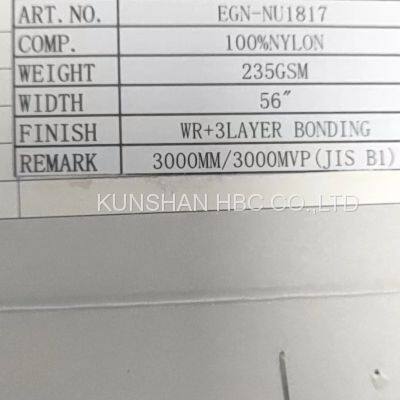 ART.NO. EGN-NU1817
COMP. 100%NYLON
WEIGHT 235GSM
WIDTH 56"
FINISH WR+3LAYER BONDING
REMARK 3000MM/3000MVP(JIS B1)
KUNSHAN HBC CO.,LTD